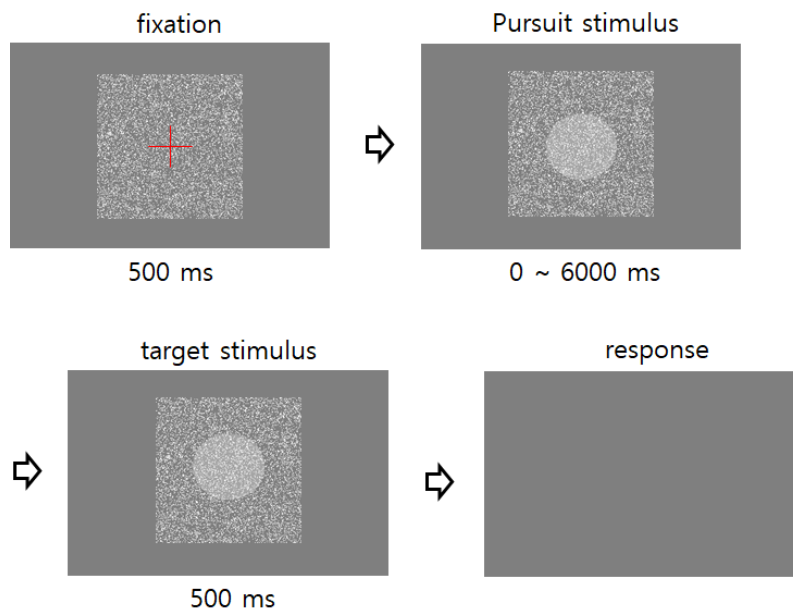 fixation
Pursuit stimulus
500 ms
0 ~ 6000 ms
target stimulus
response
500 ms